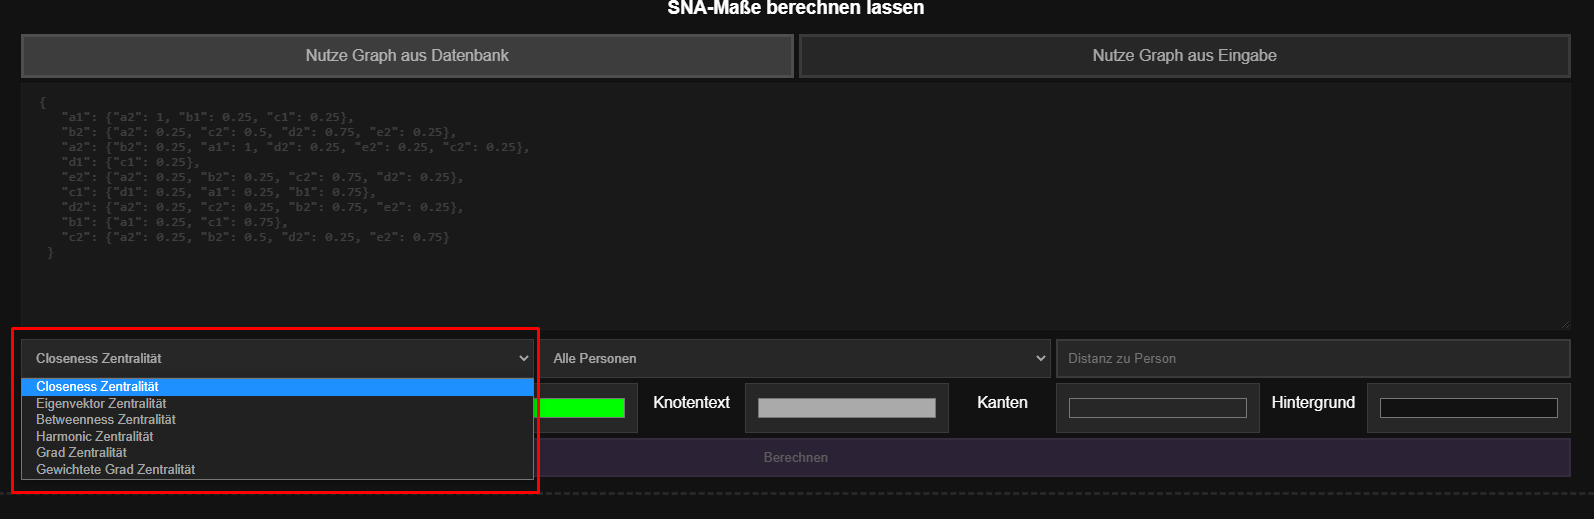 SNA-Maße berechnen lassen
Nutze Graph aus Datenbank
Nutze Graph aus Eingabe
{
"a1": {"a2": 1, "b1": 0.25, "c1": 0.25},
"b2": {"a2": 0.25, "c2": 0.5, "d2": 0.75, "e2": 0.25},
"a2": {"b2": 0.25, "a1": 1, "d2": 0.25, "e2": 0.25, "c2": 0.25},
"d1": {"c1": 0.25},
"e2": {"a2": 0.25, "b2": 0.25, "c2": 0.75, "d2": 0.25},
"c1": {"d1": 0.25, "a1": 0.25, "b1": 0.75},
"d2": {"a2": 0.25, "c2": 0.25, "b2": 0.75, "e2": 0.25},
"b1": {"a1": 0.25, "c1": 0.75},
"c2": {"a2": 0.25, "b2": 0.5, "d2": 0.25, "e2": 0.75}
}
Closeness Zentralität
Alle Personen
Distanz zu Person
Closeness Zentralität
Eigenvektor Zentralität
Betweenness Zentralität
Harmonic Zentralität
Grad Zentralität
Gewichtete Grad Zentralität
Knotentext
Kanten
Hintergrund
Berechnen